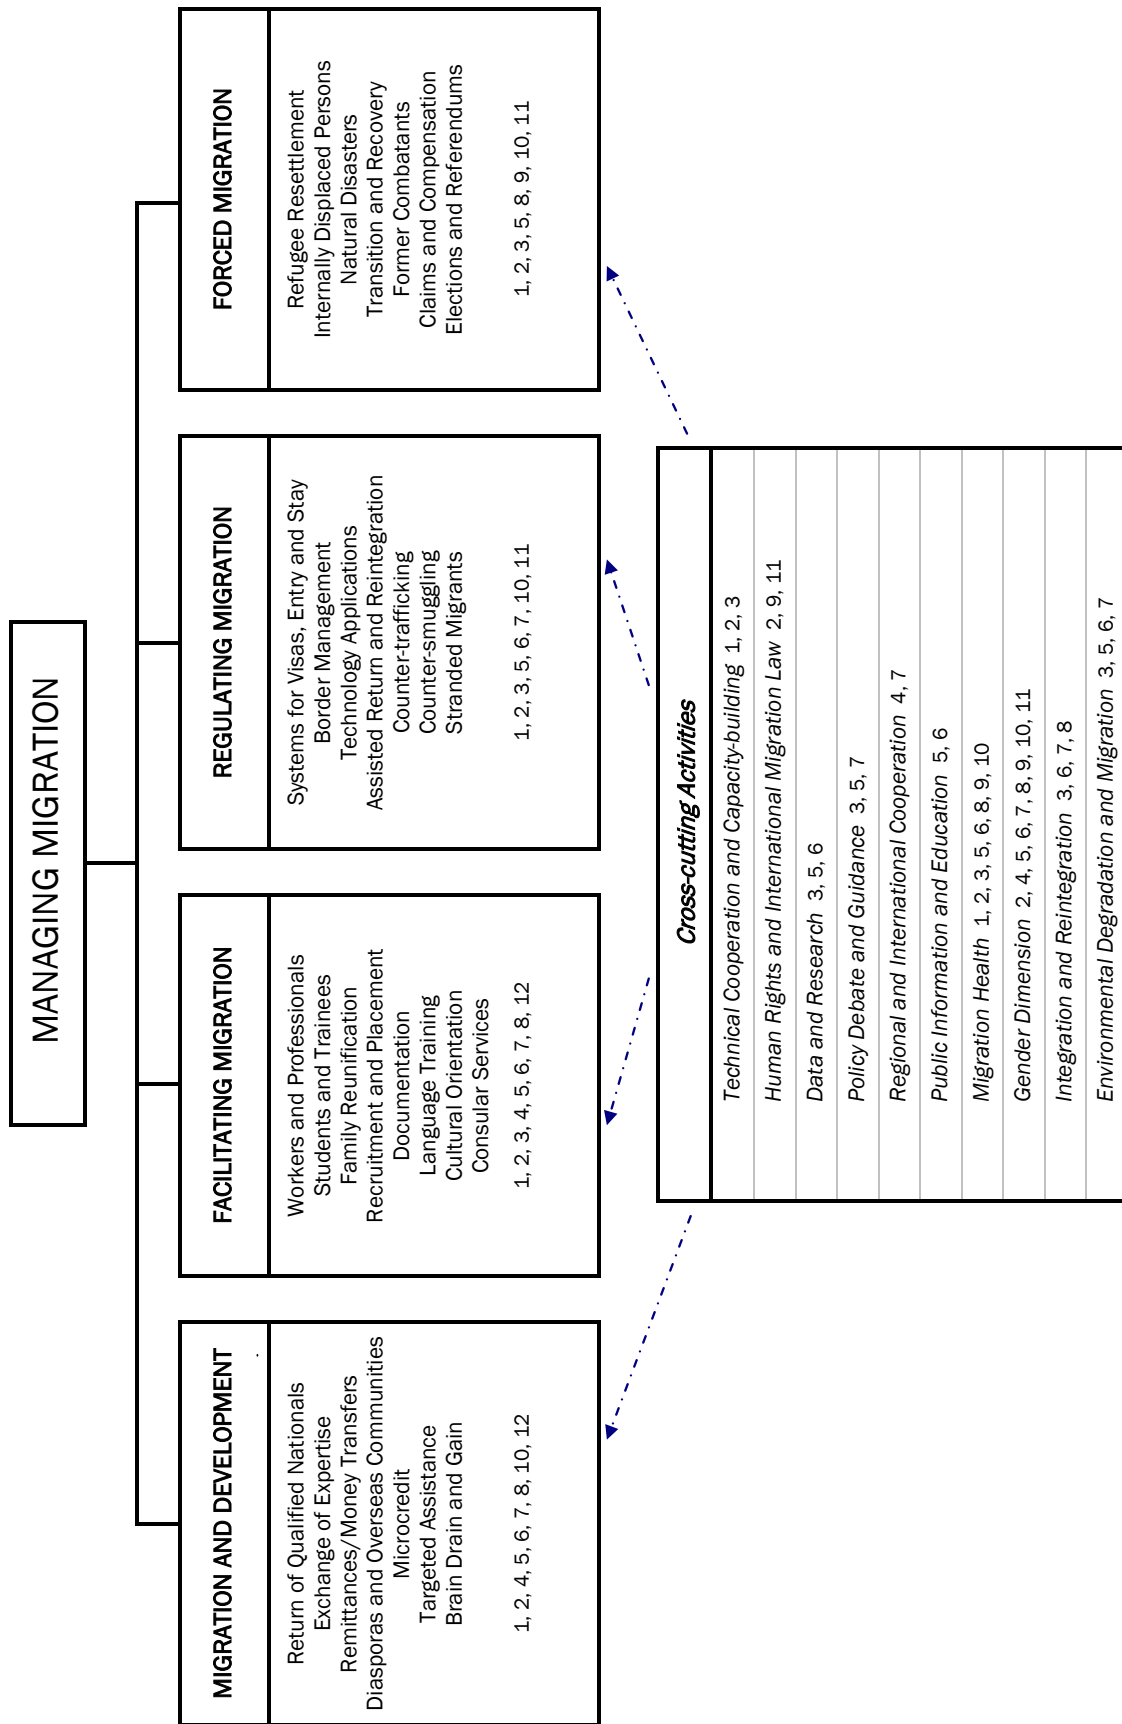 MANAGING MIGRATION
MIGRATION AND DEVELOPMENT
Return of Qualified Nationals
Exchange of Expertise
Remittances/Money Transfers
Diasporas and Overseas Communities
Microcredit
Targeted Assistance
Brain Drain and Gain
1, 2, 4, 5, 6, 7, 8, 10, 12
FACILITATING MIGRATION
Workers and Professionals
Students and Trainees
Family Reunification
Recruitment and Placement
Documentation
Language Training
Cultural Orientation
Consular Services
1, 2, 3, 4, 5, 6, 7, 8, 12
REGULATING MIGRATION
Systems for Visas, Entry and Stay
Border Management
Technology Applications
Assisted Return and Reintegration
Counter-trafficking
Counter-smuggling
Stranded Migrants
1, 2, 3, 5, 6, 7, 10, 11
FORCED MIGRATION
Refugee Resettlement
Internally Displaced Persons
Natural Disasters
Transition and Recovery
Former Combatants
Claims and Compensation
Elections and Referendums
1, 2, 3, 5, 8, 9, 10, 11
Cross-cutting Activities
Technical Cooperation and Capacity-building 1, 2, 3
Human Rights and International Migration Law 2, 9, 11
Data and Research 3, 5, 6
Policy Debate and Guidance 3, 5, 7
Regional and International Cooperation 4, 7
Public Information and Education 5, 6
Migration Health 1, 2, 3, 5, 6, 8, 9, 10
Gender Dimension 2, 4, 5, 6, 7, 8, 9, 10, 11
Integration and Reintegration 3, 6, 7, 8
Environmental Degradation and Migration 3, 5, 6, 7